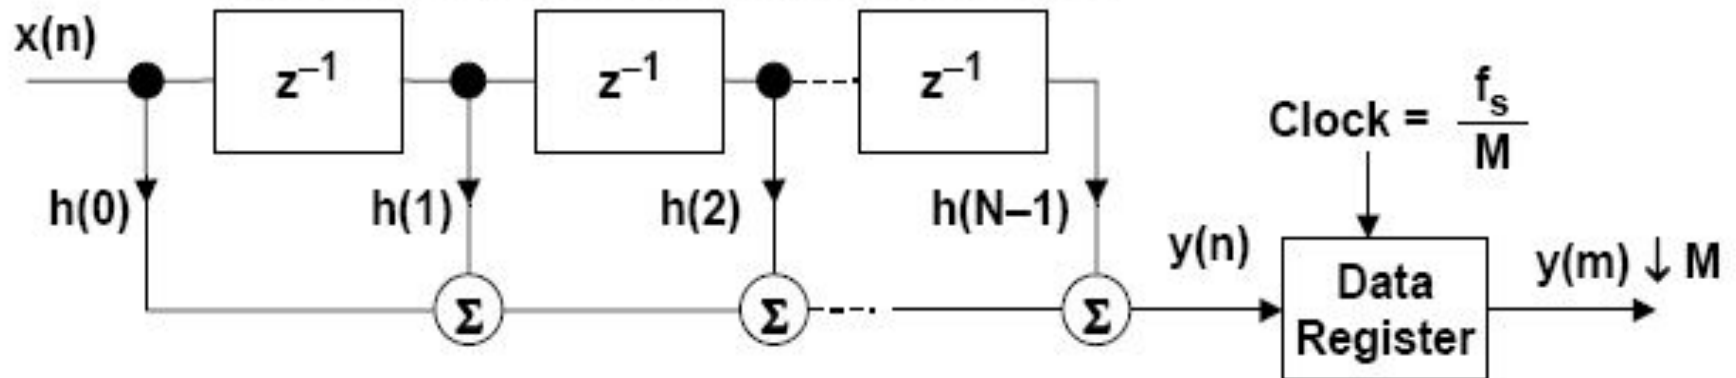 x(n)
z⁻¹
z⁻¹
z⁻¹
Clock = fₛ/M
h(0)
h(1)
h(2)
h(N–1)
y(n)
y(m) ↓ M
Σ
Σ
Σ
Data
Register